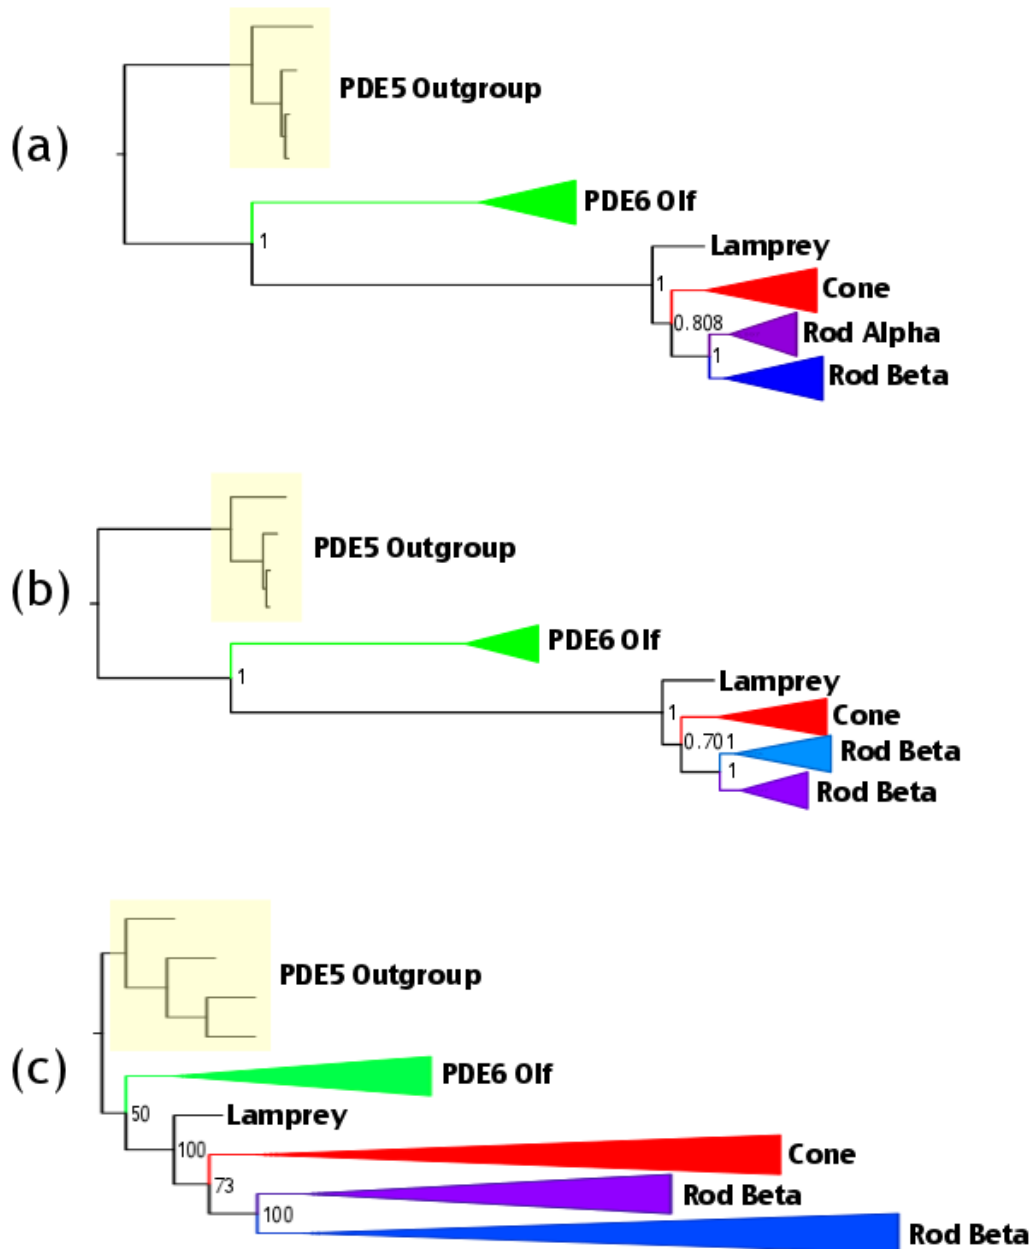 PDE5 Outgroup
(a)
PDE6 Olf
1
Lamprey
1
Cone
0.808
Rod Alpha
1
Rod Beta
PDE5 Outgroup
(b)
PDE6 Olf
1
Lamprey
1
Cone
0.701
Rod Beta
1
Rod Beta
PDE5 Outgroup
(c)
PDE6 Olf
50
Lamprey
100
Cone
73
Rod Beta
100
Rod Beta